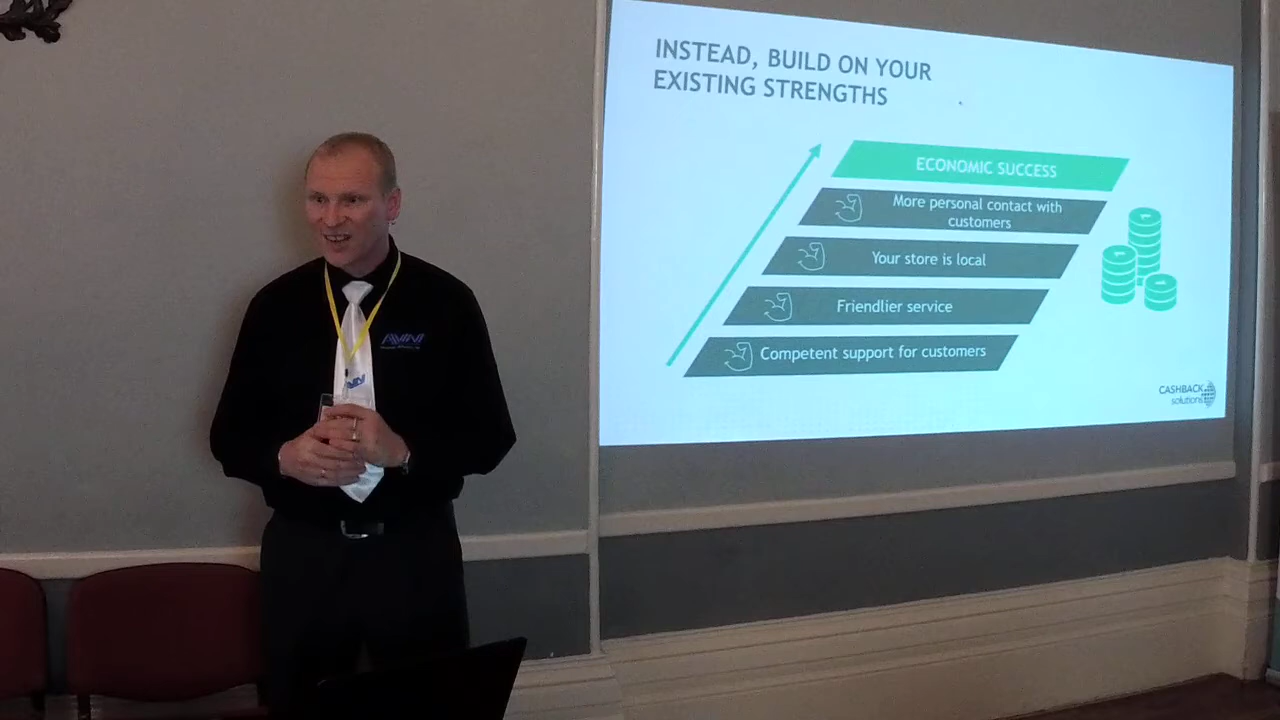 INSTEAD, BUILD ON YOUR
EXISTING STRENGTHS
ECONOMIC SUCCESS
More personal contact with
customers
Your store is local
Friendlier service
Competent support for customers
CASHBACK
solutions